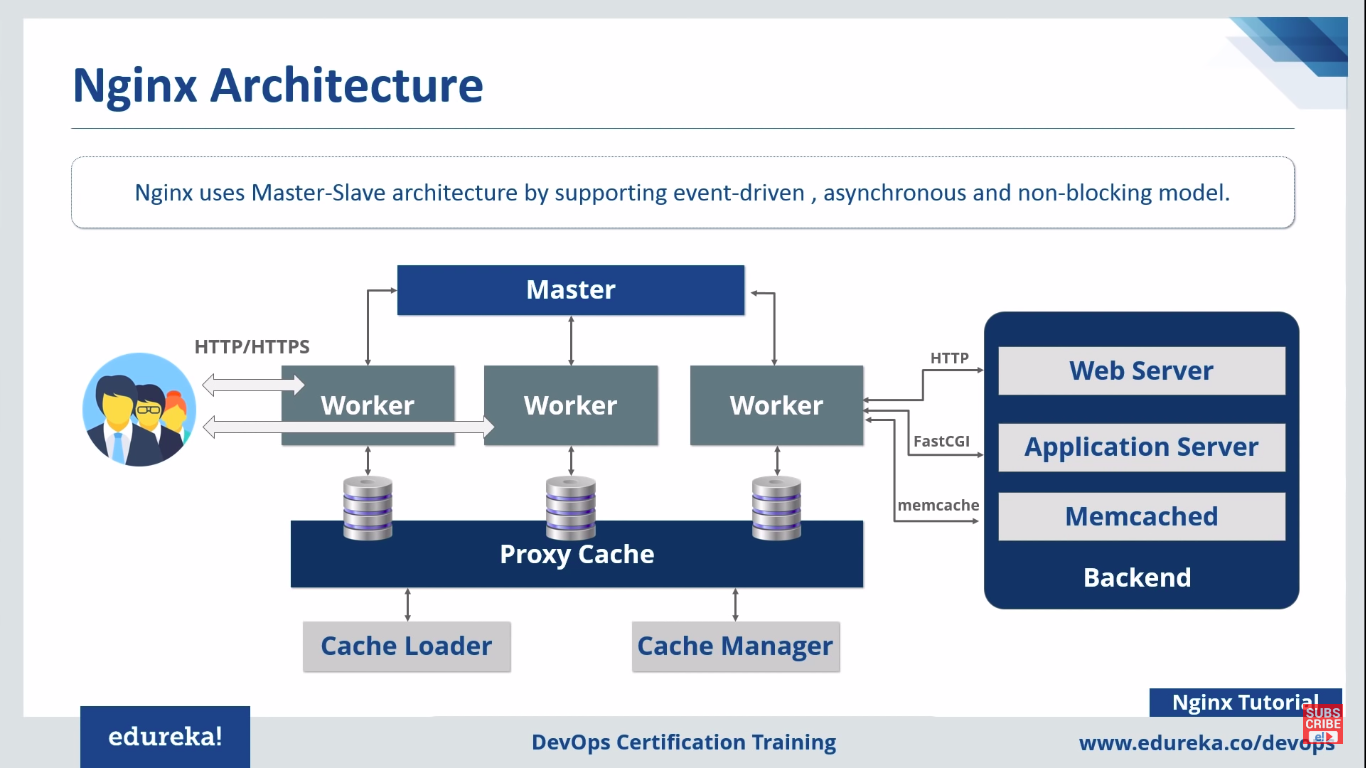 Nginx Architecture
Nginx uses Master-Slave architecture by supporting event-driven , asynchronous and non-blocking model.
Master
HTTP/HTTPS
Worker
Worker
Worker
HTTP
FastCGI
memcache
Web Server
Application Server
Memcached
Backend
Proxy Cache
Cache Loader
Cache Manager
Nginx Tutorial
SUBS
CRIBE
e!
edureka!
DevOps Certification Training
www.edureka.co/devops